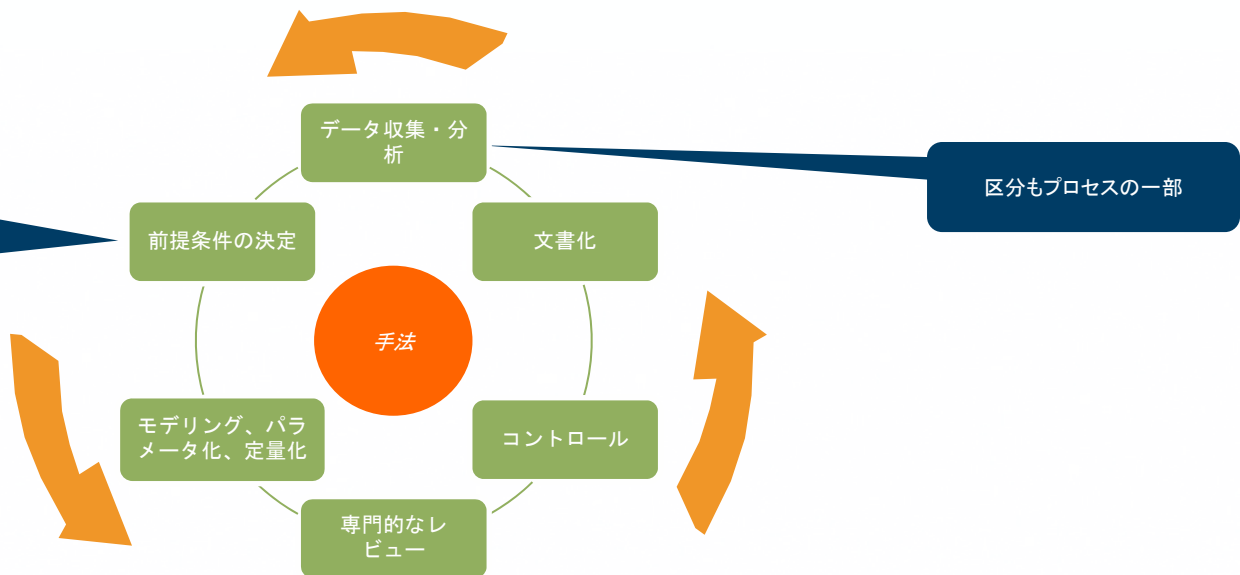 データ収集・分
析
区分もプロセスの一部
前提条件の決定
文書化
手法
モデリング、パラ
メータ化、定量化
コントロール
専門的なレ
ビュー